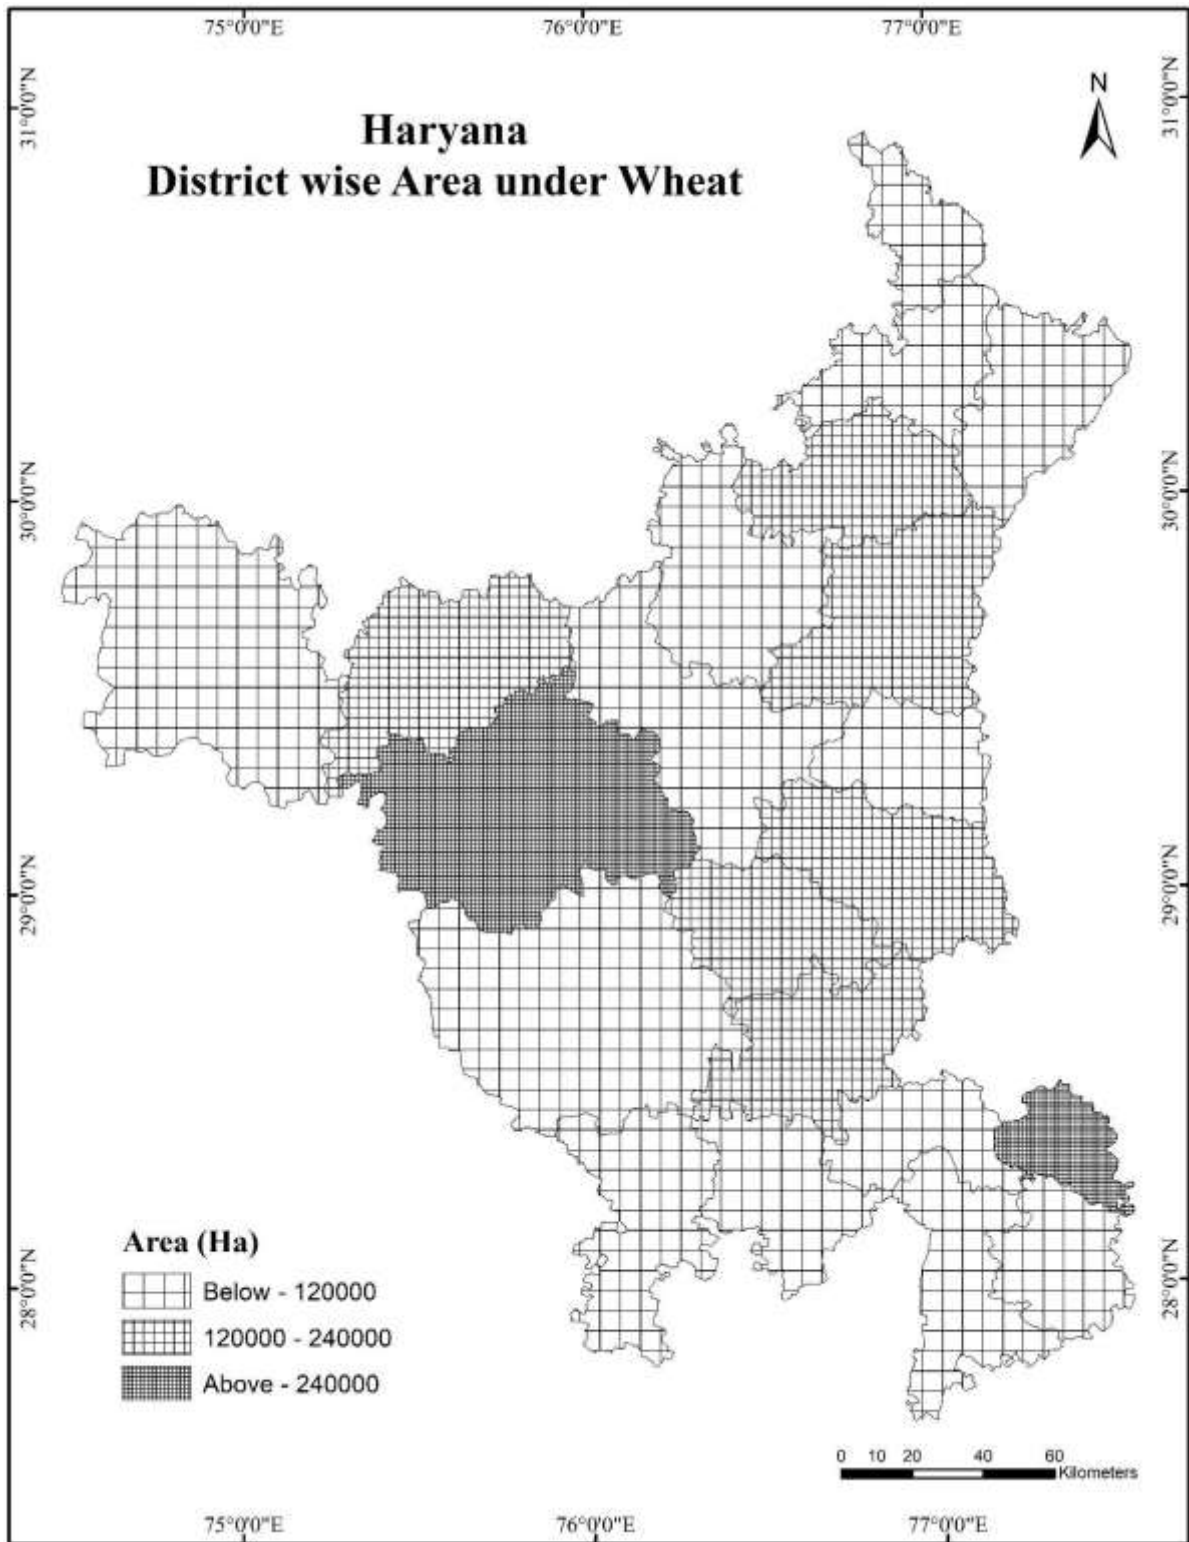 75°0'0"E 76°0'0"E 77°0'0"E
31°0'0"N
31°0'0"N
N
Haryana
District wise Area under Wheat
30°0'0"N
30°0'0"N
29°0'0"N
29°0'0"N
28°0'0"N
28°0'0"N
Area (Ha)
Below - 120000
120000 - 240000
Above - 240000
0 10 20 40 60
Kilometers
75°0'0"E 76°0'0"E 77°0'0"E